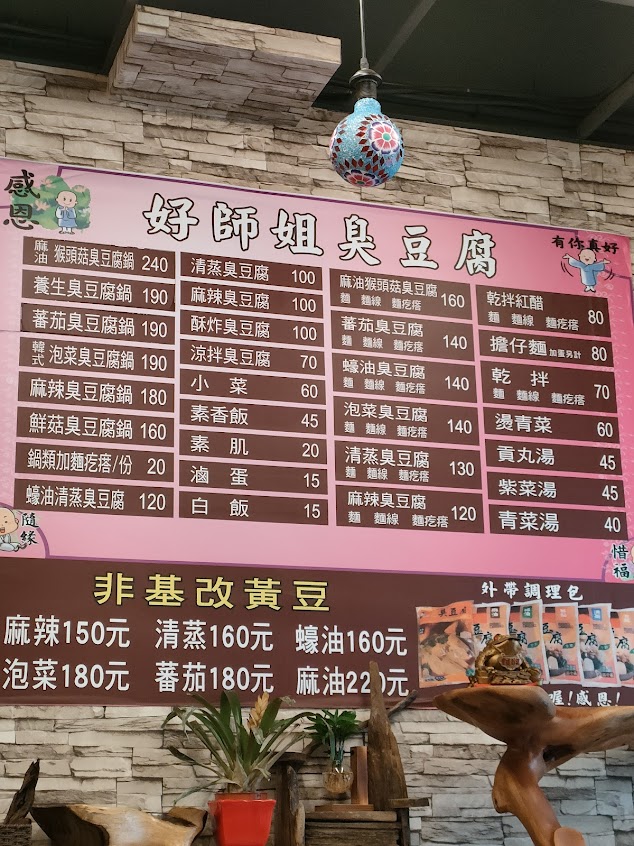 感恩
好師姐臭豆腐
有你真好
麻油 猴頭菇臭豆腐鍋 240
養生臭豆腐鍋 190
蕃茄臭豆腐鍋 190
韓式 泡菜臭豆腐鍋 190
麻辣臭豆腐鍋 180
鮮菇臭豆腐鍋 160
鍋類加麵疙瘩/份 20
蠔油清蒸臭豆腐 120
清蒸臭豆腐 100
麻辣臭豆腐 100
酥炸臭豆腐 100
涼拌臭豆腐 70
小菜 60
素香飯 45
素肌 20
滷蛋 15
白飯 15
麻油猴頭菇臭豆腐 160
麵 麵線 麵疙瘩
蕃茄臭豆腐 140
麵 麵線 麵疙瘩
蠔油臭豆腐 140
麵 麵線 麵疙瘩
泡菜臭豆腐 140
麵 麵線 麵疙瘩
清蒸臭豆腐 130
麵 麵線 麵疙瘩
麻辣臭豆腐 120
麵 麵線 麵疙瘩
乾拌紅醋 80
麵 麵線 麵疙瘩
擔仔麵 加蛋另計 80
乾拌 70
麵 麵線 麵疙瘩
燙青菜 60
貢丸湯 45
紫菜湯 45
青菜湯 40
隨緣
惜福
非基改黃豆
麻辣150元 清蒸160元 蠔油160元
泡菜180元 蕃茄180元 麻油220元
外帶調理包
臭豆腐
喔!感恩!